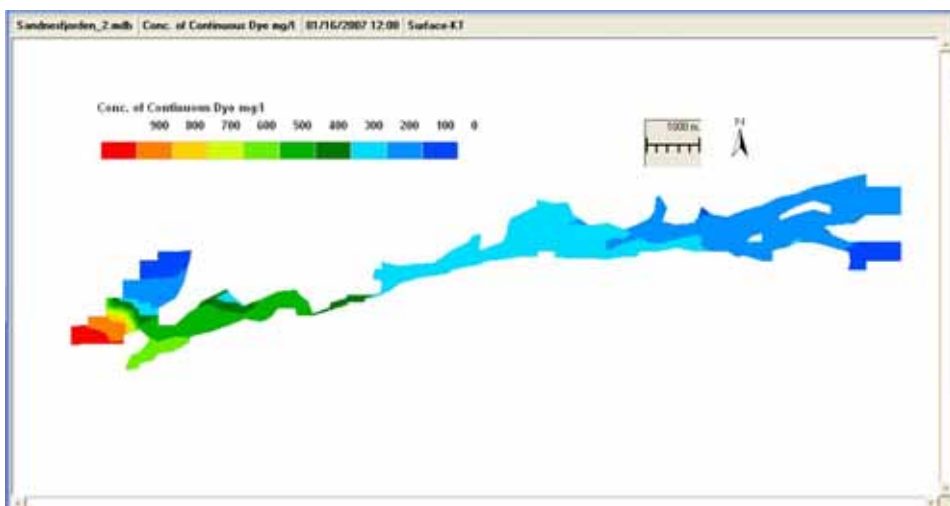 Sandnesfjorden_2.mdb Conc. of Continuous Dye mg/l 01/16/2007 12:00 Surface-KT
Conc. of Continuous Dye mg/l
900 800 700 600 500 400 300 200 100 0
1000 m.
N